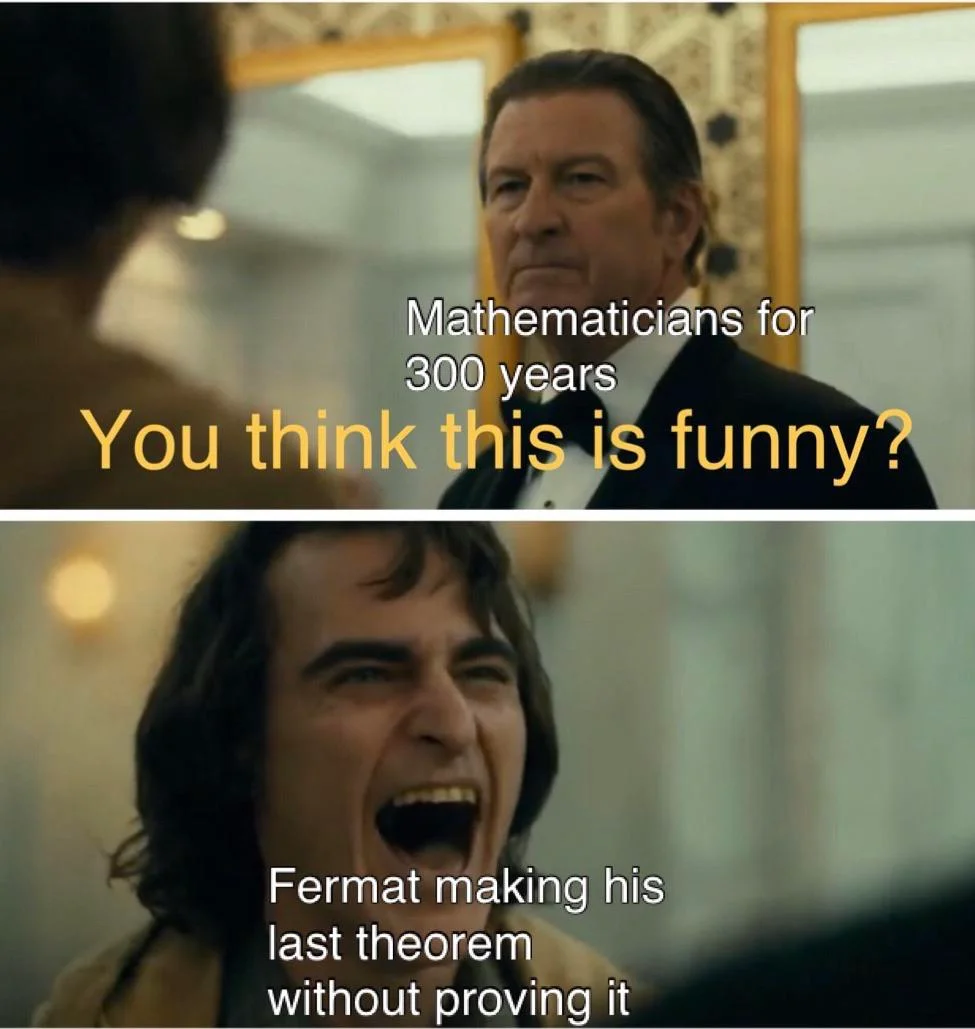 Mathematicians for
300 years
You think this is funny?
Fermat making his
last theorem
without proving it